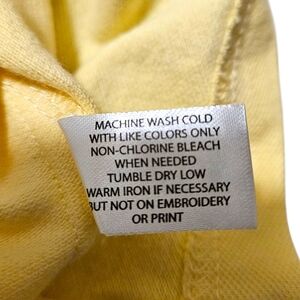 MACHINE WASH COLD
WITH LIKE COLORS ONLY
NON-CHLORINE BLEACH
WHEN NEEDED
TUMBLE DRY LOW
WARM IRON IF NECESSARY
BUT NOT ON EMBROIDERY
OR PRINT